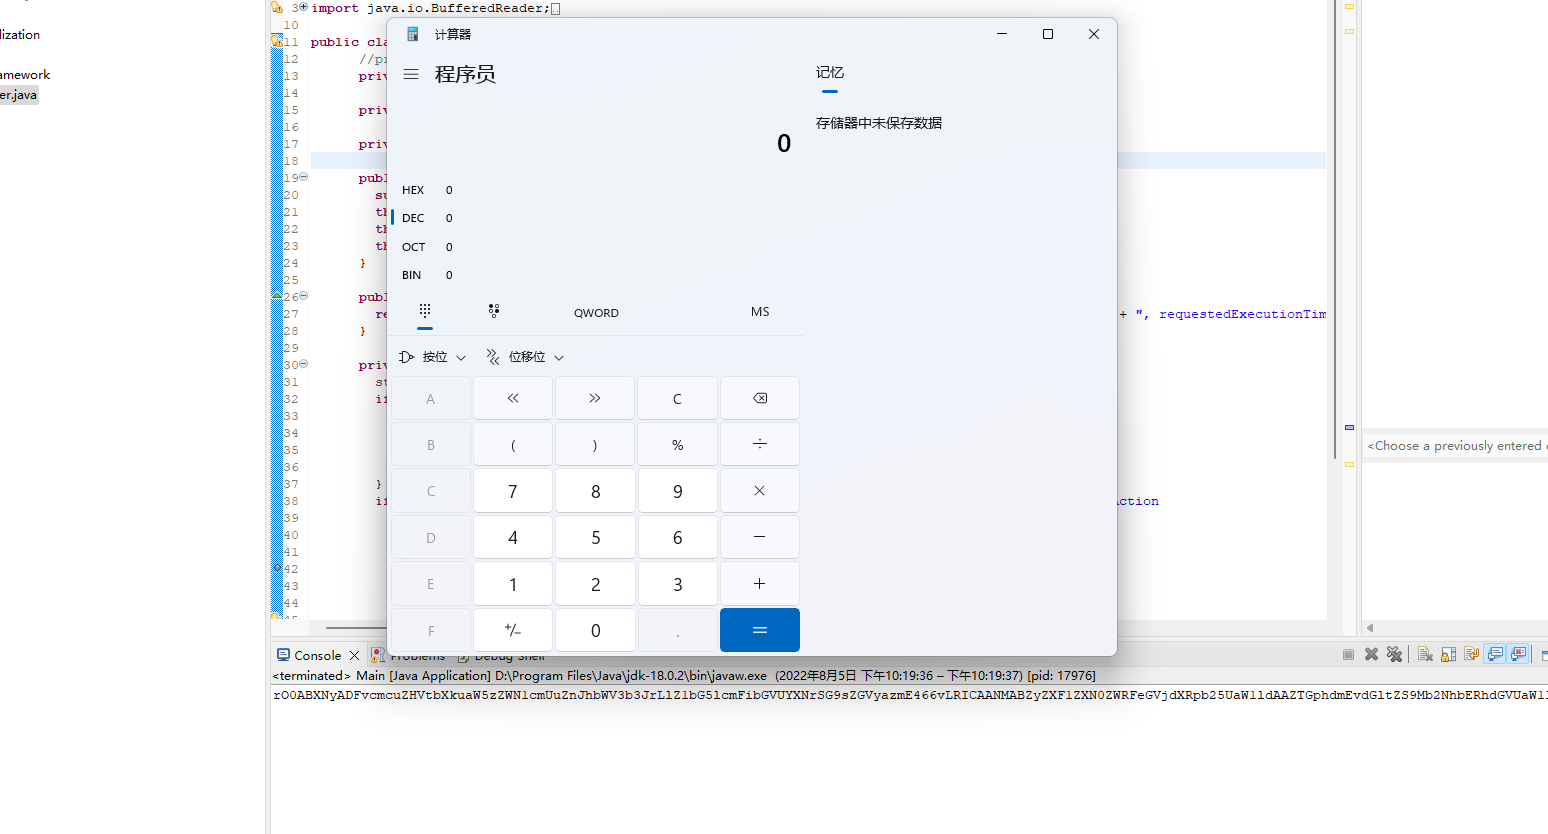 lization
amework
er.java
3 import java.io.BufferedReader;
10
11 public cla
12 //pr
13 priv
14
15 priv
16
17 priv
18
19 publ
20 su
21 th
22 th
23 th
24 }
25
26 publ
27 re + ", requestedExecutionTim
28 }
29
30 priv
31 st
32 if
33
34
35
36
37 }
38 if Action
39
40
41
42
43
44
45
计算器
程序员
0
HEX 0
DEC 0
OCT 0
BIN 0
QWORD MS
按位 位移位
A « » C
B ( ) % ÷
C 7 8 9 ×
D 4 5 6 −
E 1 2 3 +
F +/− 0 . =
记忆
存储器中未保存数据
<Choose a previously entered e
Console Problems Debug Shell
<terminated> Main [Java Application] D:\Program Files\Java\jdk-18.0.2\bin\javaw.exe (2022年8月5日 下午10:19:36 – 下午10:19:37) [pid: 17976]